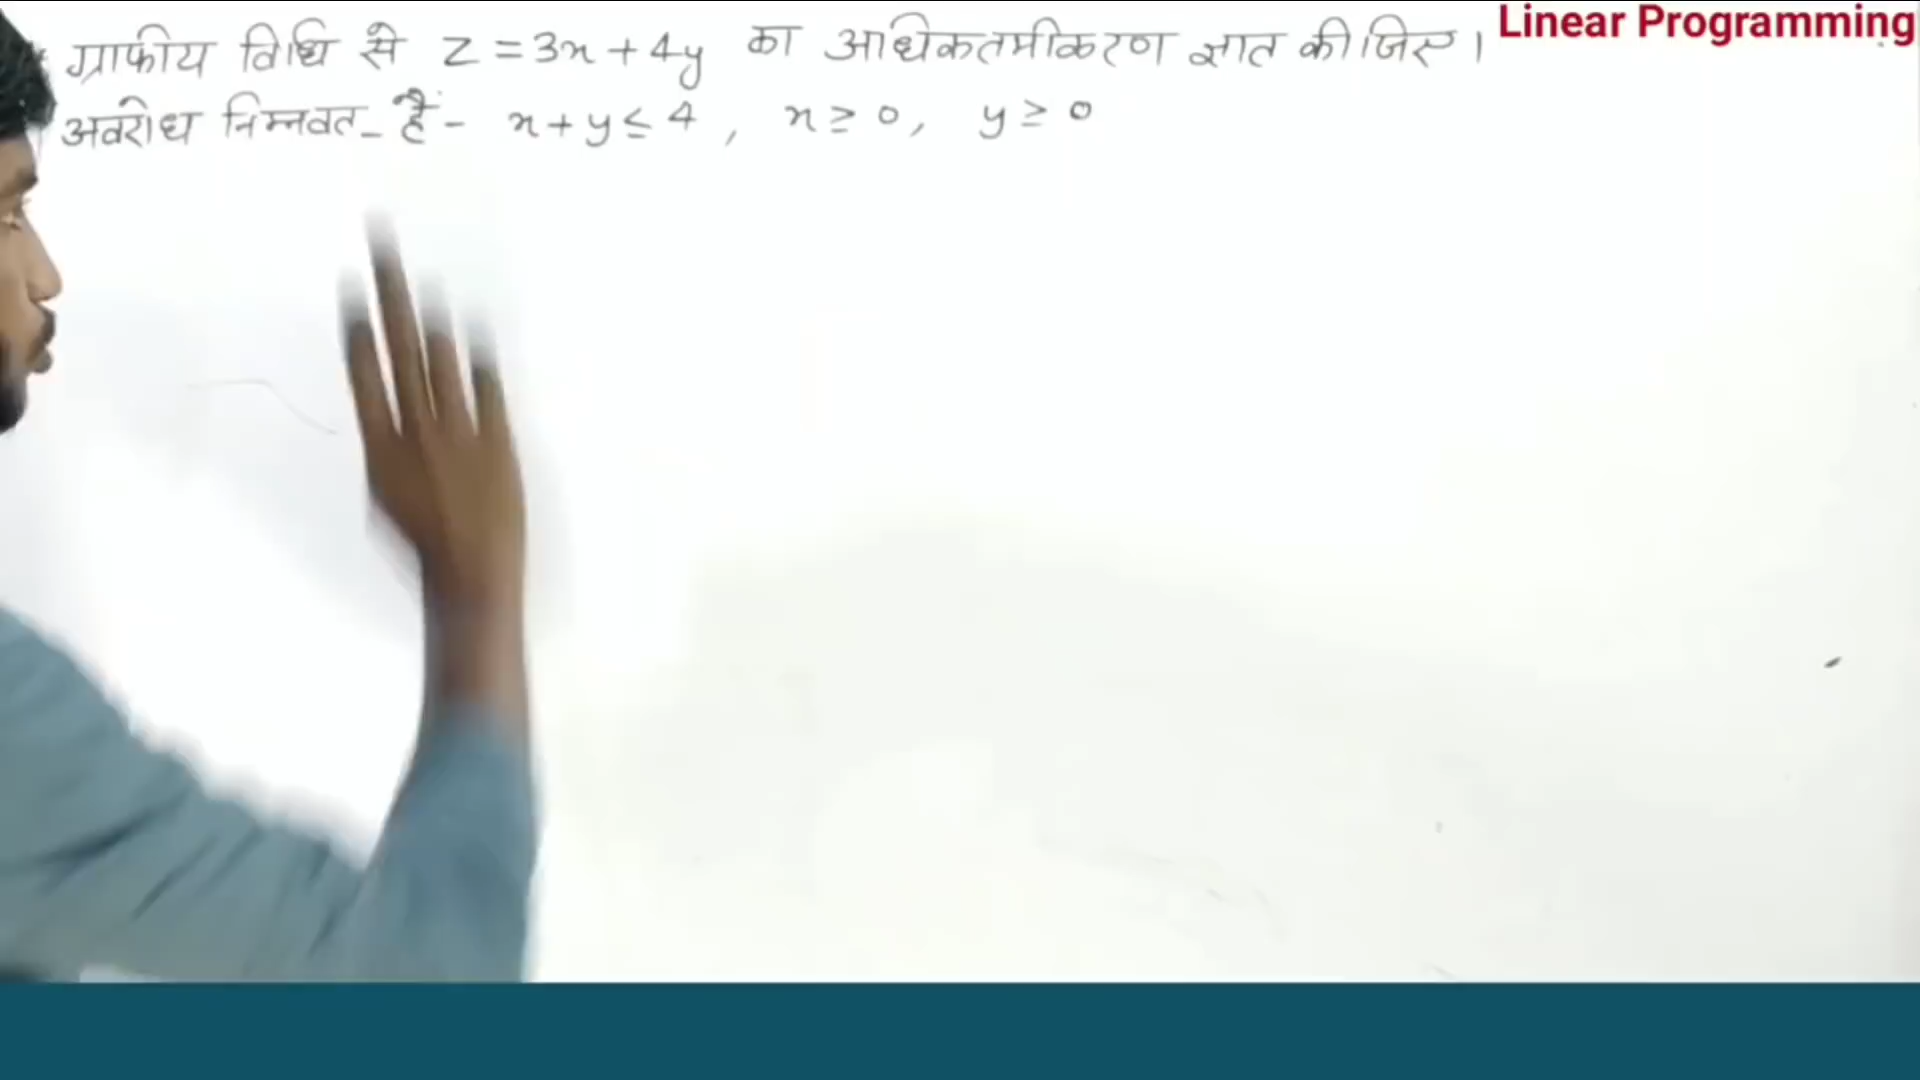 Linear Programming
ग्राफीय विधि से z = 3x + 4y का अधिकतमीकरण ज्ञात कीजिए।
अवरोध निम्नवत् हैं - x + y ≤ 4 , x ≥ 0, y ≥ 0